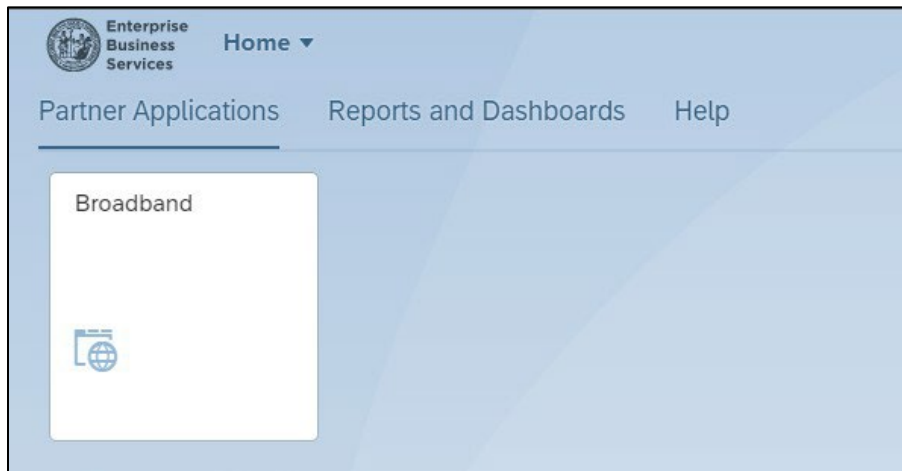 Enterprise
Business
Services
Home
Partner Applications Reports and Dashboards Help
Broadband